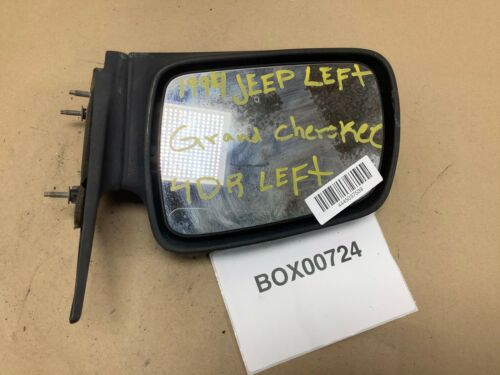 1994 JEEP LEFT
Grand Cherokee
4DR LEFT
BOX00724